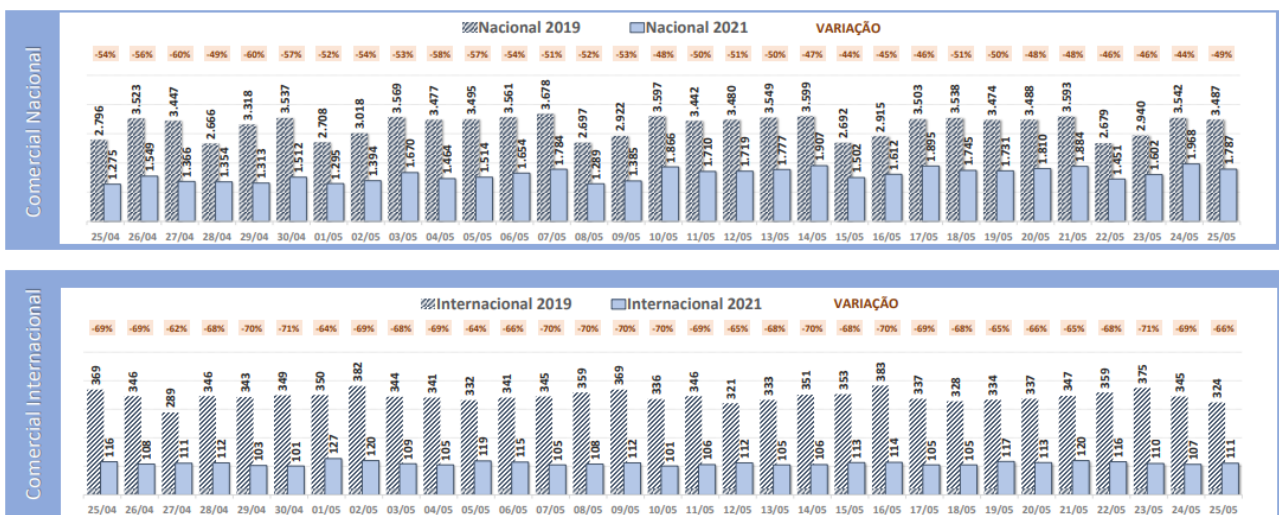 Comercial Nacional
Nacional 2019 Nacional 2021 VARIAÇÃO
-54% -56% -60% -49% -60% -57% -52% -54% -53% -58% -57% -54% -51% -52% -53% -48% -50% -51% -50% -47% -44% -45% -46% -51% -50% -48% -48% -46% -46% -44% -49%
2.796 3.523 3.447 2.666 3.318 3.537 2.708 3.018 3.569 3.477 3.495 3.561 3.678 2.697 2.922 3.597 3.442 3.480 3.549 3.599 2.692 2.915 3.503 3.538 3.474 3.488 3.593 2.679 2.940 3.542 3.487
1.275 1.549 1.366 1.354 1.313 1.512 1.295 1.394 1.670 1.464 1.514 1.654 1.784 1.289 1.385 1.866 1.710 1.719 1.777 1.907 1.502 1.612 1.895 1.745 1.731 1.810 1.884 1.451 1.602 1.968 1.787
25/04 26/04 27/04 28/04 29/04 30/04 01/05 02/05 03/05 04/05 05/05 06/05 07/05 08/05 09/05 10/05 11/05 12/05 13/05 14/05 15/05 16/05 17/05 18/05 19/05 20/05 21/05 22/05 23/05 24/05 25/05
Comercial Internacional
Internacional 2019 Internacional 2021 VARIAÇÃO
-69% -69% -62% -68% -70% -71% -64% -69% -68% -69% -64% -66% -70% -70% -70% -70% -69% -65% -68% -70% -68% -70% -69% -68% -65% -66% -65% -68% -71% -69% -66%
369 346 289 346 343 349 350 382 344 341 332 341 345 359 369 336 346 321 333 351 353 383 337 328 334 337 347 359 375 345 324
116 108 111 112 103 101 127 120 109 105 119 115 105 108 112 101 106 112 105 106 113 114 105 105 117 113 120 116 110 107 111
25/04 26/04 27/04 28/04 29/04 30/04 01/05 02/05 03/05 04/05 05/05 06/05 07/05 08/05 09/05 10/05 11/05 12/05 13/05 14/05 15/05 16/05 17/05 18/05 19/05 20/05 21/05 22/05 23/05 24/05 25/05